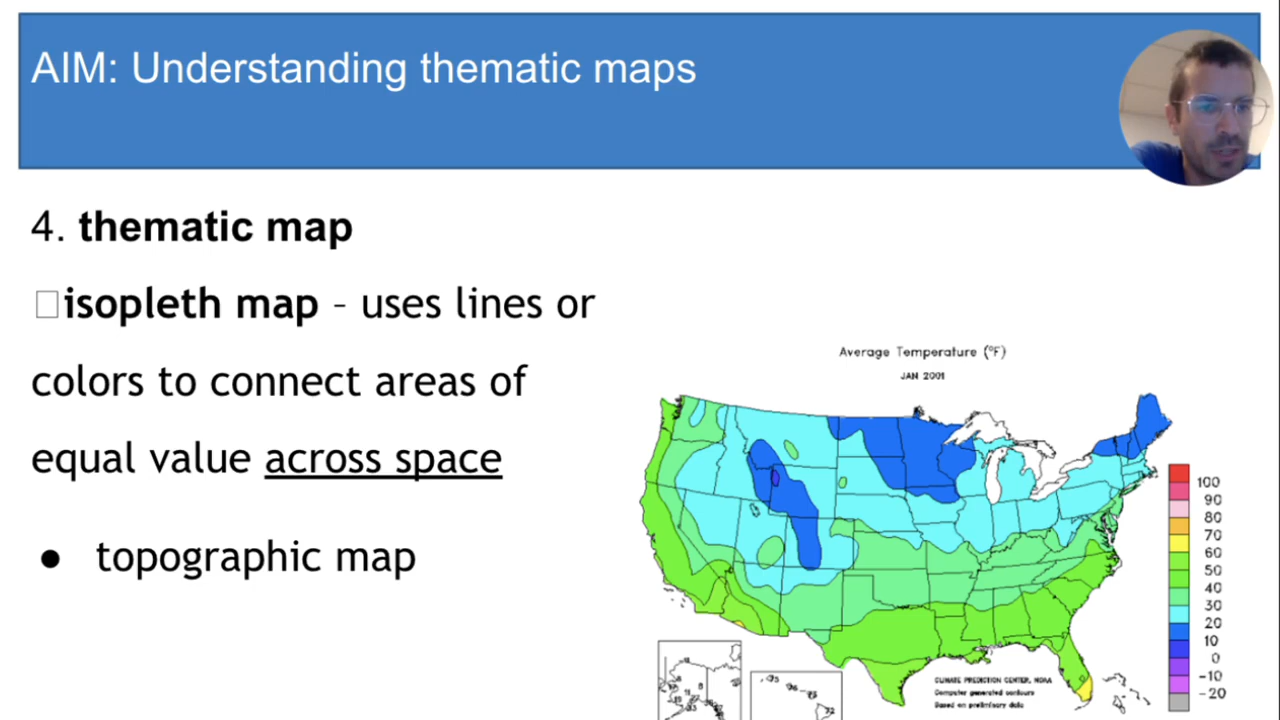 AIM: Understanding thematic maps
4. thematic map
isopleth map – uses lines or
colors to connect areas of
equal value across space
● topographic map
Average Temperature (°F)
JAN 2001
100
90
80
70
60
50
40
30
20
10
0
-10
-20
CLIMATE PREDICTION CENTER, NOAA
Computer generated contours
Based on preliminary data